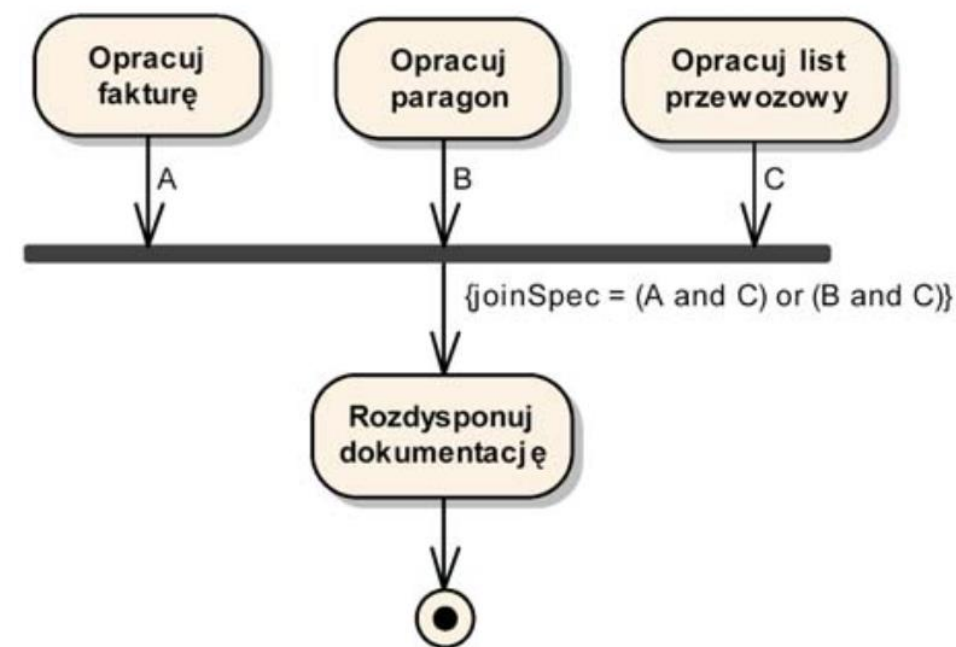 Opracuj
fakturę
Opracuj
paragon
Opracuj list
przewozowy
A
B
C
{joinSpec = (A and C) or (B and C)}
Rozdysponuj
dokumentację